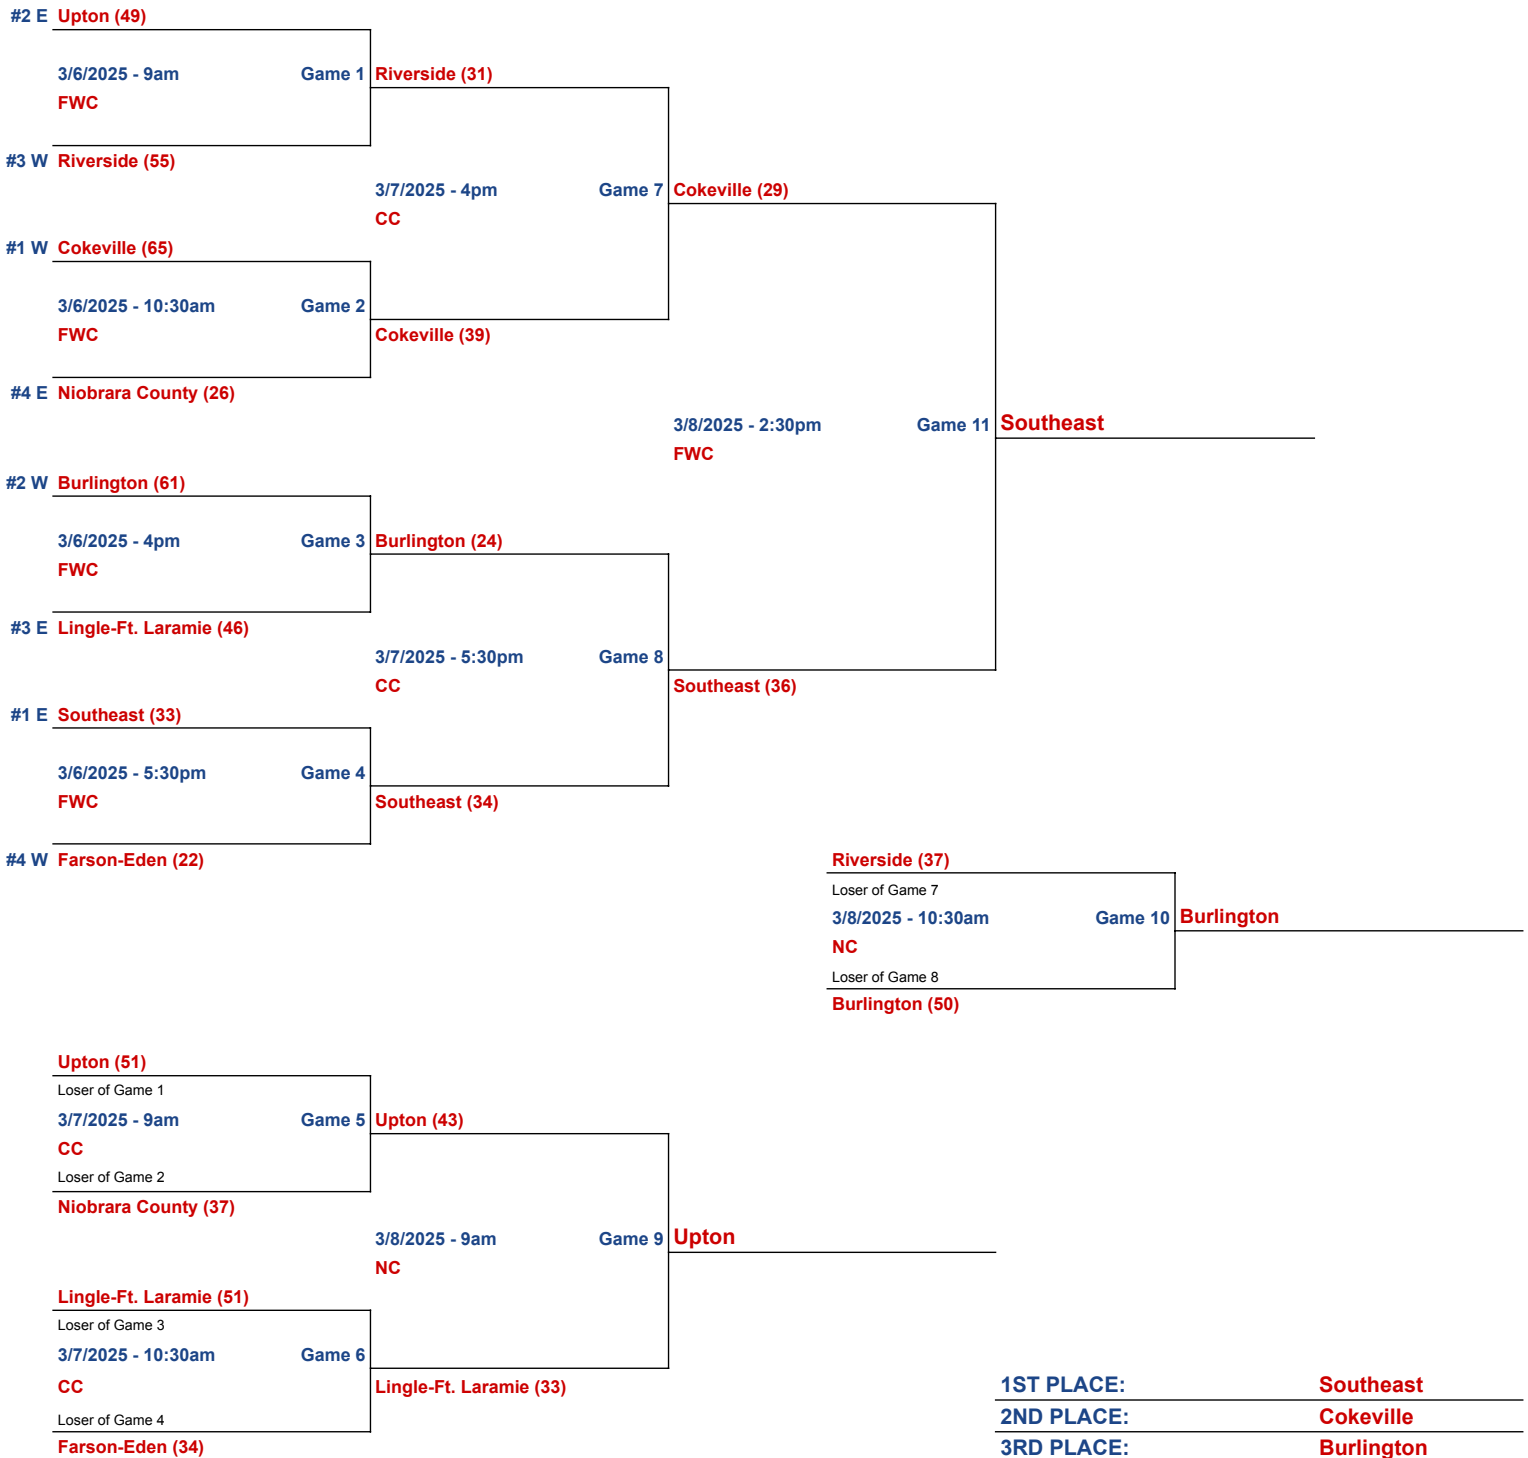 #2 E Upton (49)
3/6/2025 - 9am Game 1 Riverside (31)
FWC
#3 W Riverside (55)
3/7/2025 - 4pm Game 7 Cokeville (29)
CC
#1 W Cokeville (65)
3/6/2025 - 10:30am Game 2
FWC Cokeville (39)
#4 E Niobrara County (26)
3/8/2025 - 2:30pm Game 11 Southeast
FWC
#2 W Burlington (61)
3/6/2025 - 4pm Game 3 Burlington (24)
FWC
#3 E Lingle-Ft. Laramie (46)
3/7/2025 - 5:30pm Game 8
CC Southeast (36)
#1 E Southeast (33)
3/6/2025 - 5:30pm Game 4
FWC Southeast (34)
#4 W Farson-Eden (22) Riverside (37)
Loser of Game 7
3/8/2025 - 10:30am Game 10 Burlington
NC
Loser of Game 8
Burlington (50)
Upton (51)
Loser of Game 1
3/7/2025 - 9am Game 5 Upton (43)
CC
Loser of Game 2
Niobrara County (37)
3/8/2025 - 9am Game 9 Upton
NC
Lingle-Ft. Laramie (51)
Loser of Game 3
3/7/2025 - 10:30am Game 6
CC Lingle-Ft. Laramie (33) 1ST PLACE: Southeast
Loser of Game 4 2ND PLACE: Cokeville
Farson-Eden (34) 3RD PLACE: Burlington